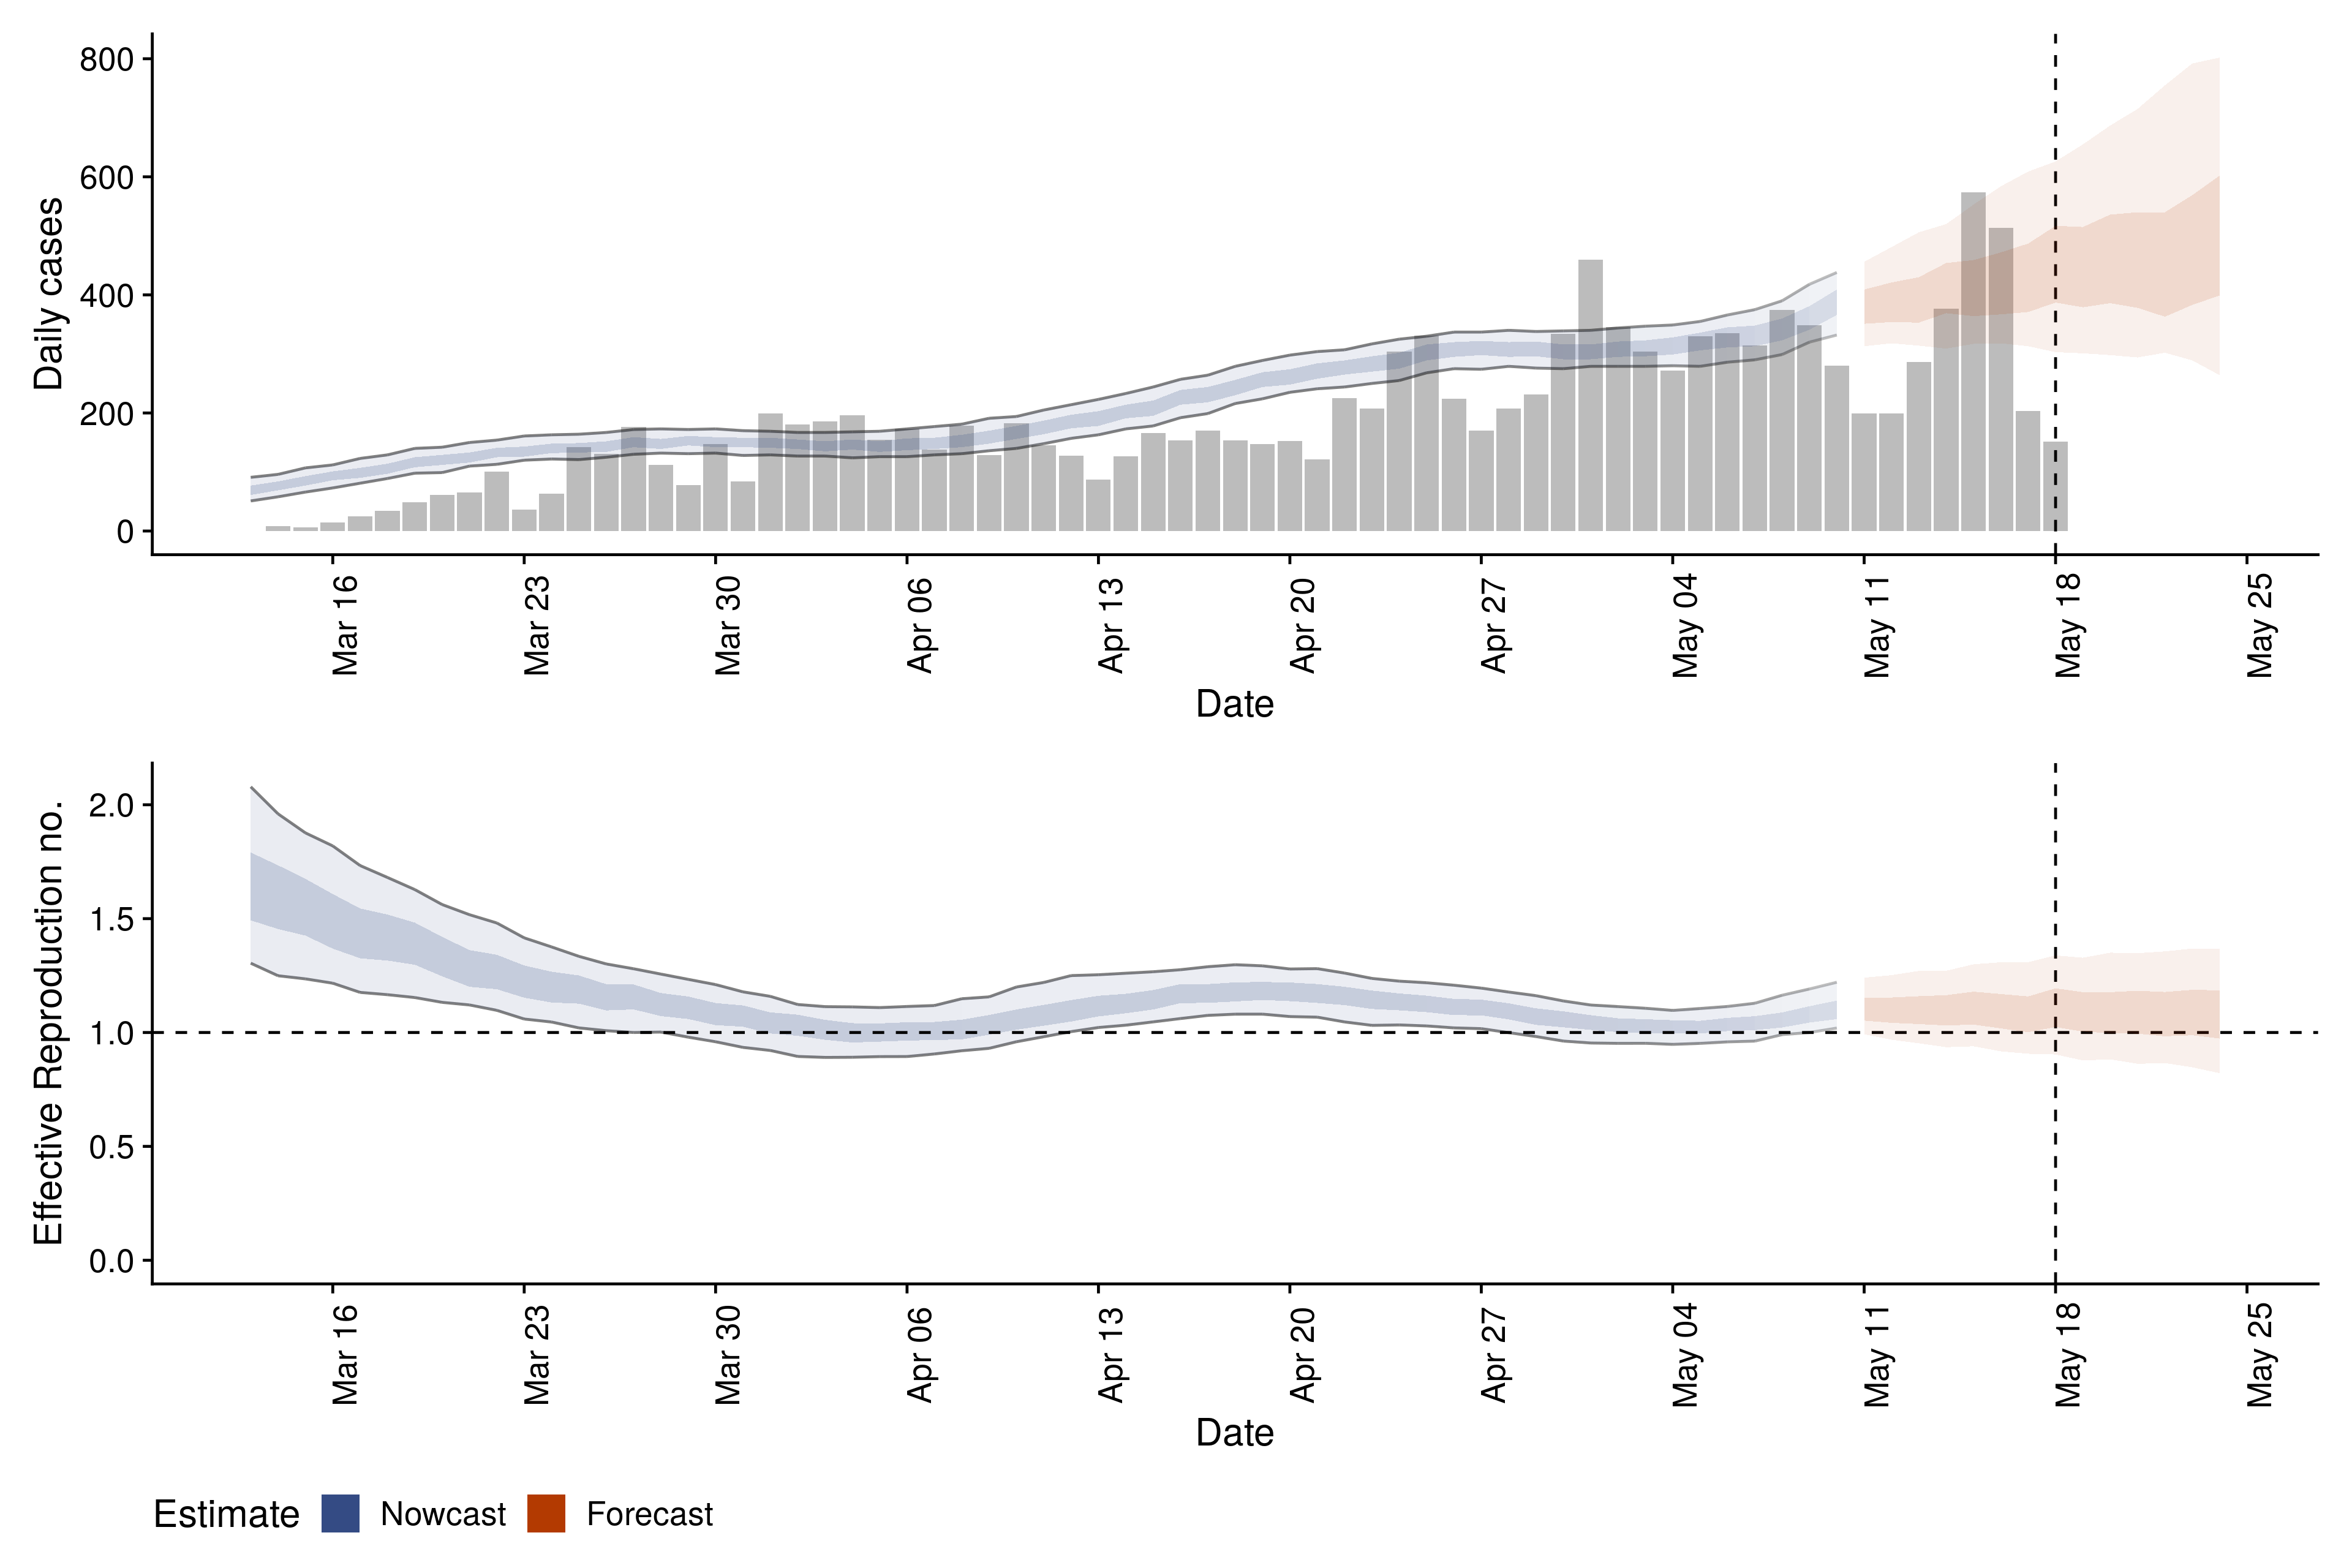 Daily cases
800
600
400
200
0
Mar 16
Mar 23
Mar 30
Apr 06
Apr 13
Apr 20
Apr 27
May 04
May 11
May 18
May 25
Date
Effective Reproduction no.
2.0
1.5
1.0
0.5
0.0
Mar 16
Mar 23
Mar 30
Apr 06
Apr 13
Apr 20
Apr 27
May 04
May 11
May 18
May 25
Date
Estimate Nowcast Forecast